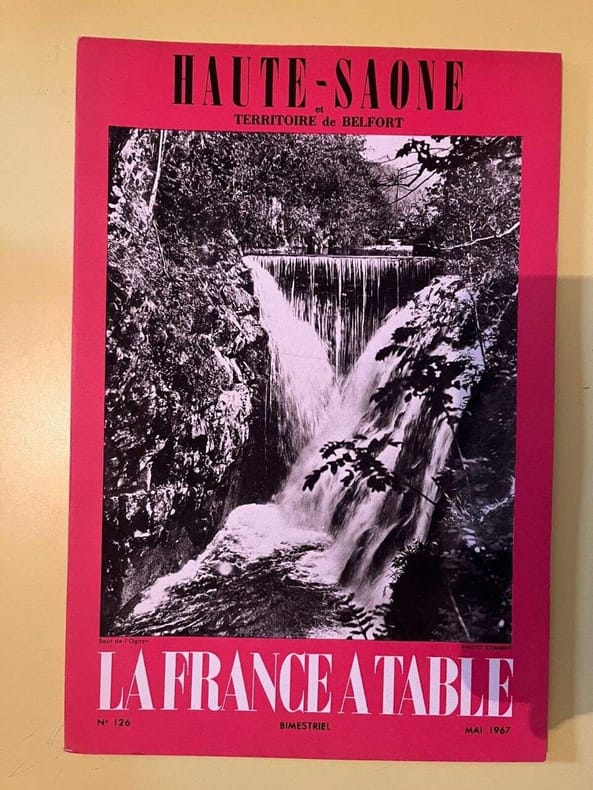 HAUTE-SAONE
et
TERRITOIRE de BELFORT
Saut de l'Ognon
PHOTO COMBIER
LA FRANCE A TABLE
N° 126
BIMESTRIEL
MAI 1967